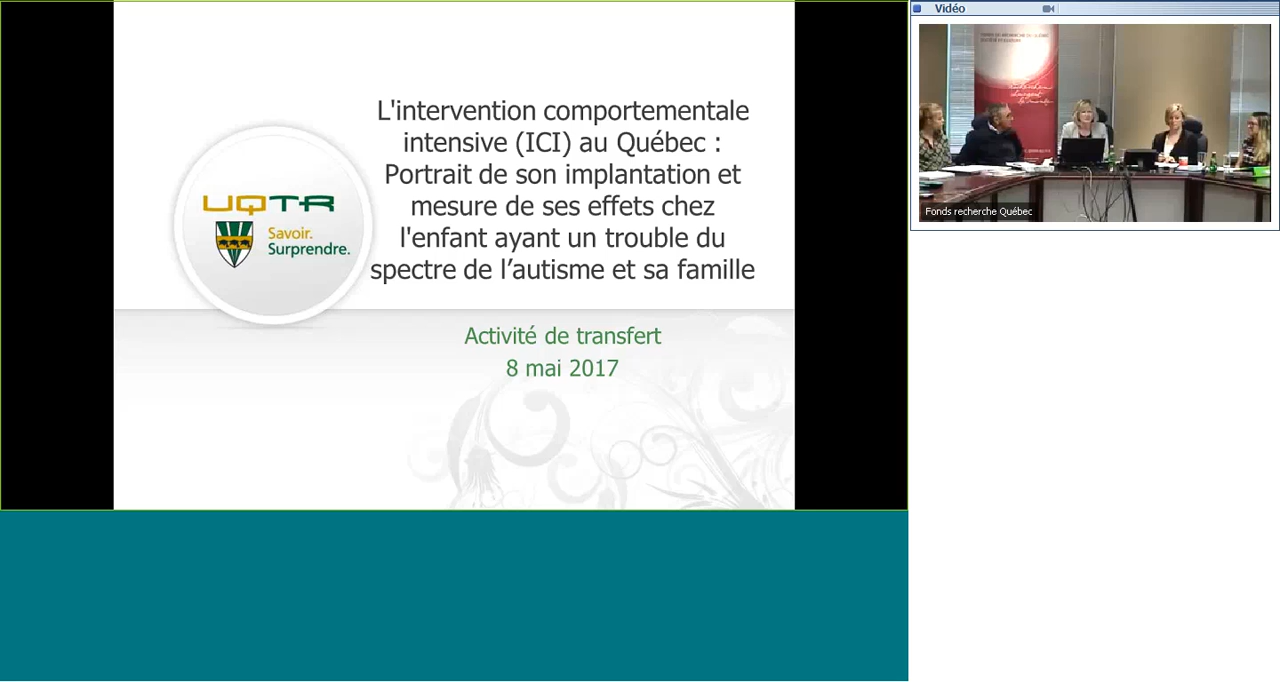 L'intervention comportementale
intensive (ICI) au Québec :
Portrait de son implantation et
mesure de ses effets chez
l'enfant ayant un trouble du
spectre de l’autisme et sa famille
UQTR
Savoir.
Surprendre.
Activité de transfert
8 mai 2017
Vidéo
Fonds recherche Québec